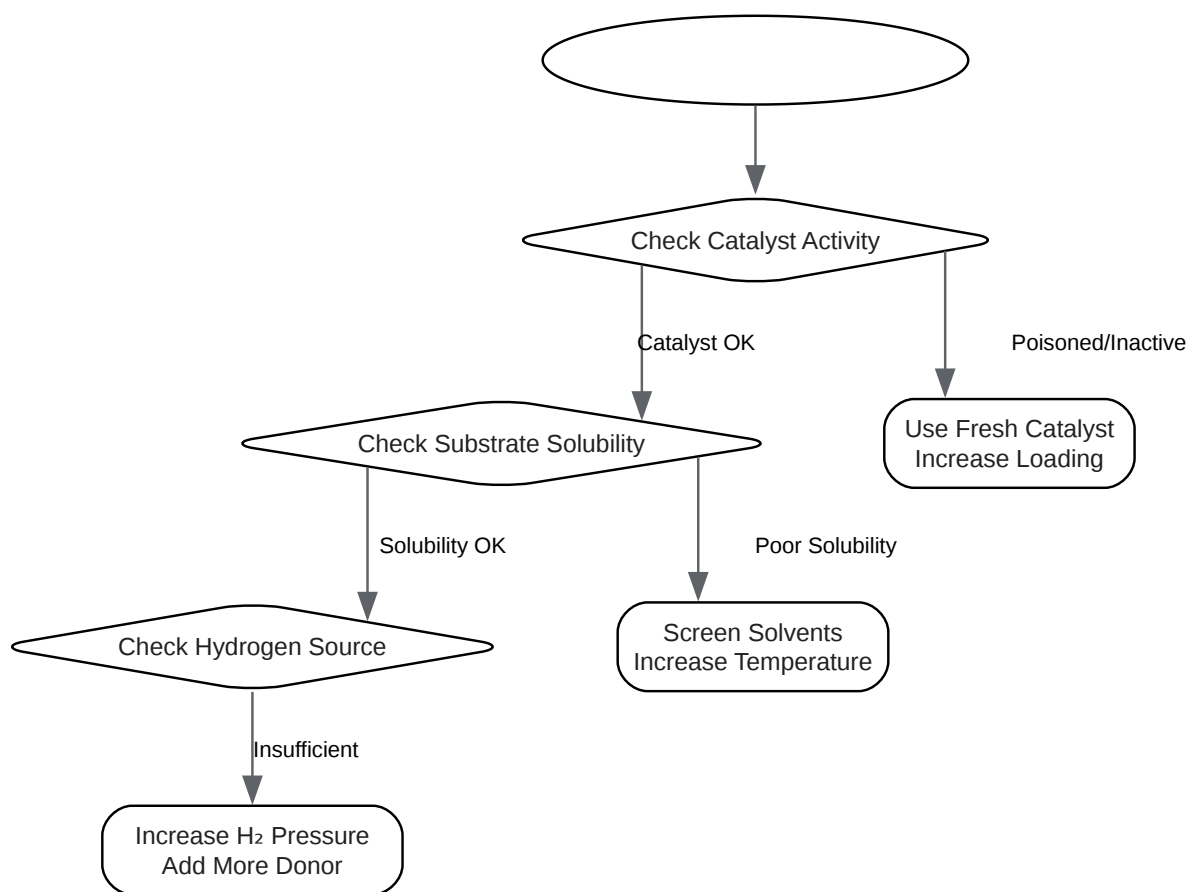 Check Catalyst Activity
Catalyst OK
Poisoned/Inactive
Use Fresh Catalyst
Increase Loading
Check Substrate Solubility
Solubility OK
Poor Solubility
Screen Solvents
Increase Temperature
Check Hydrogen Source
Insufficient
Increase H₂ Pressure
Add More Donor